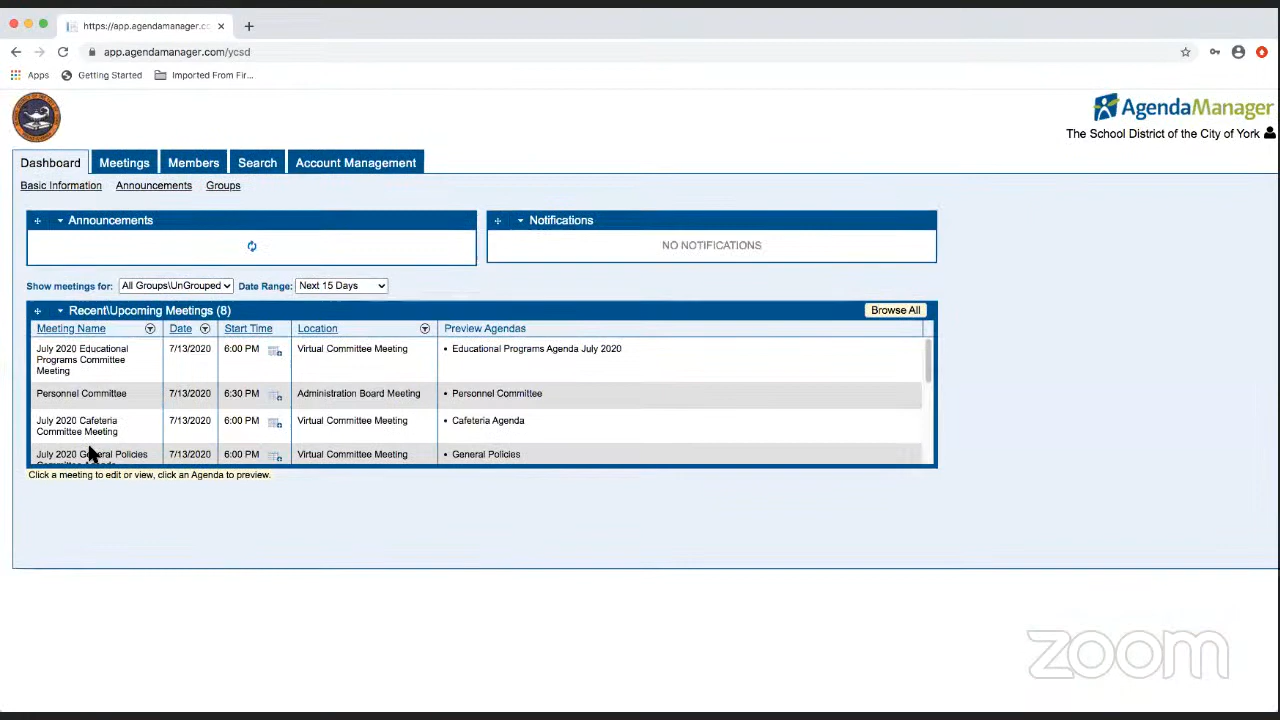 https://app.agendamanager.co
app.agendamanager.com/ycsd
Apps Getting Started Imported From Fir...
AgendaManager
The School District of the City of York
Dashboard Meetings Members Search Account Management
Basic Information Announcements Groups
Announcements
Notifications
NO NOTIFICATIONS
Show meetings for: All Groups\UnGrouped Date Range: Next 15 Days
Recent\Upcoming Meetings (8) Browse All
Meeting Name Date Start Time Location Preview Agendas
July 2020 Educational Programs Committee Meeting 7/13/2020 6:00 PM Virtual Committee Meeting • Educational Programs Agenda July 2020
Personnel Committee 7/13/2020 6:30 PM Administration Board Meeting • Personnel Committee
July 2020 Cafeteria Committee Meeting 7/13/2020 6:00 PM Virtual Committee Meeting • Cafeteria Agenda
July 2020 General Policies 7/13/2020 6:00 PM Virtual Committee Meeting • General Policies
Click a meeting to edit or view, click an Agenda to preview.
zoom